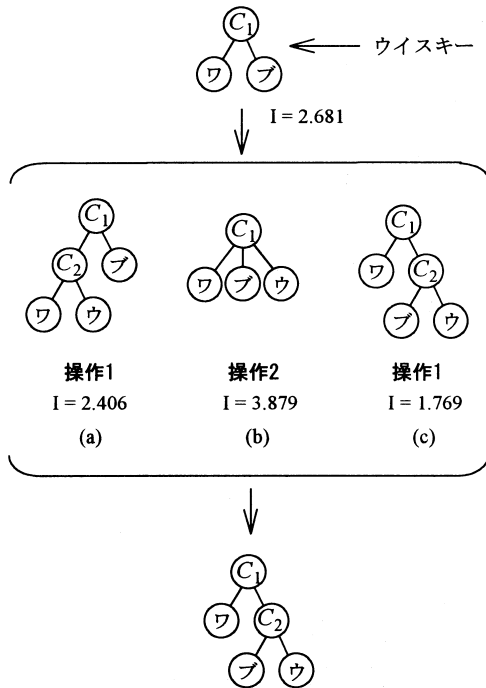 C1
ワ ブ
ウイスキー
I = 2.681
C1
C2 ブ
ワ ウ
操作1
I = 2.406
(a)
C1
ワ ブ ウ
操作2
I = 3.879
(b)
C1
ワ C2
ブ ウ
操作1
I = 1.769
(c)
C1
ワ C2
ブ ウ